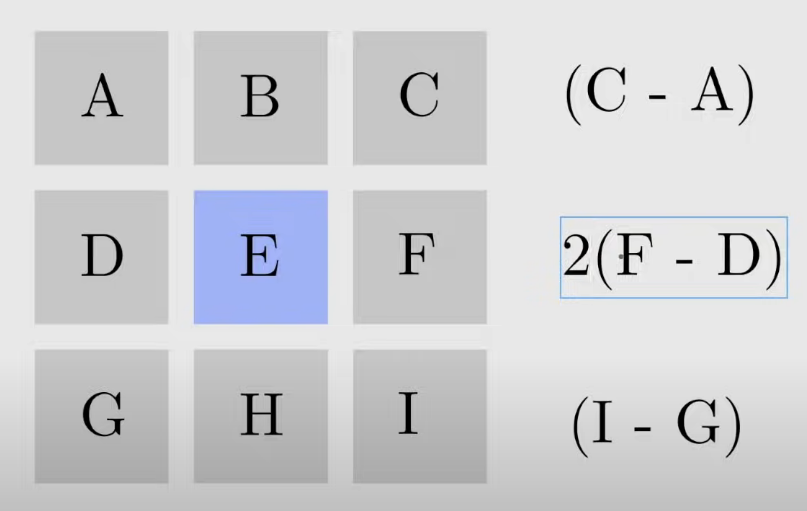 A B C (C - A)
D E F 2(F - D)
G H I (I - G)